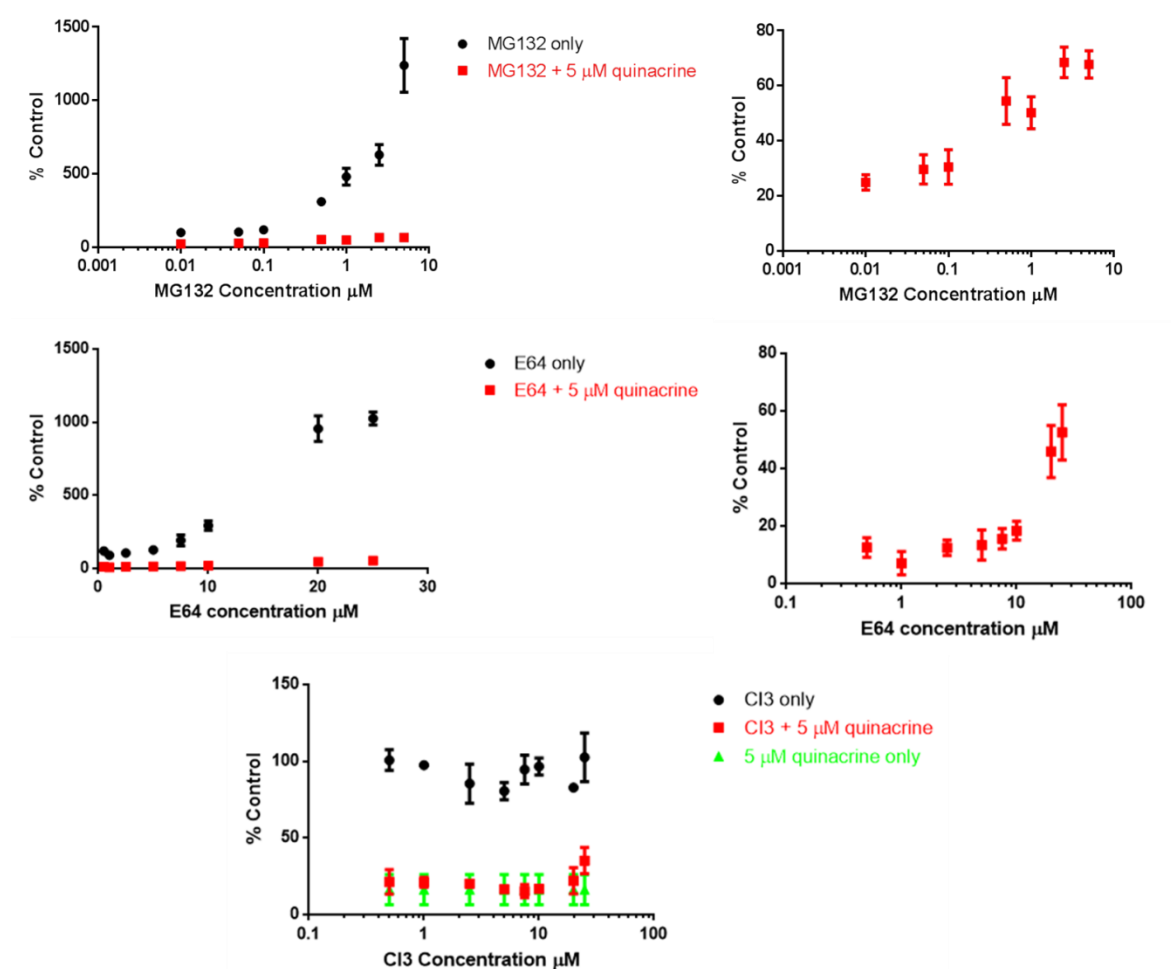 1500
1000
500
0
% Control
0.001 0.01 0.1 1 10
MG132 Concentration μM
MG132 only
MG132 + 5 μM quinacrine
80
60
40
20
0
% Control
0.001 0.01 0.1 1 10
MG132 Concentration μM
1500
1000
500
0
% Control
0 10 20 30
E64 concentration μM
E64 only
E64 + 5 μM quinacrine
80
60
40
20
0
% Control
0.1 1 10 100
E64 concentration μM
150
100
50
0
% Control
0.1 1 10 100
CI3 Concentration μM
CI3 only
CI3 + 5 μM quinacrine
5 μM quinacrine only